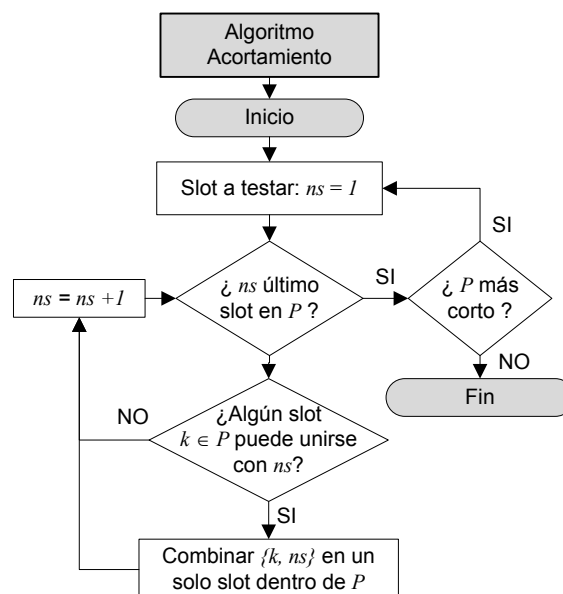 Algoritmo
Acortamiento
Inicio
Slot a testar: ns = 1
SI
¿ ns último
slot en P ?
SI
¿ P más
corto ?
ns = ns +1
NO
Fin
NO
¿Algún slot
k ∈ P puede unirse
con ns?
SI
Combinar {k, ns} en un
solo slot dentro de P